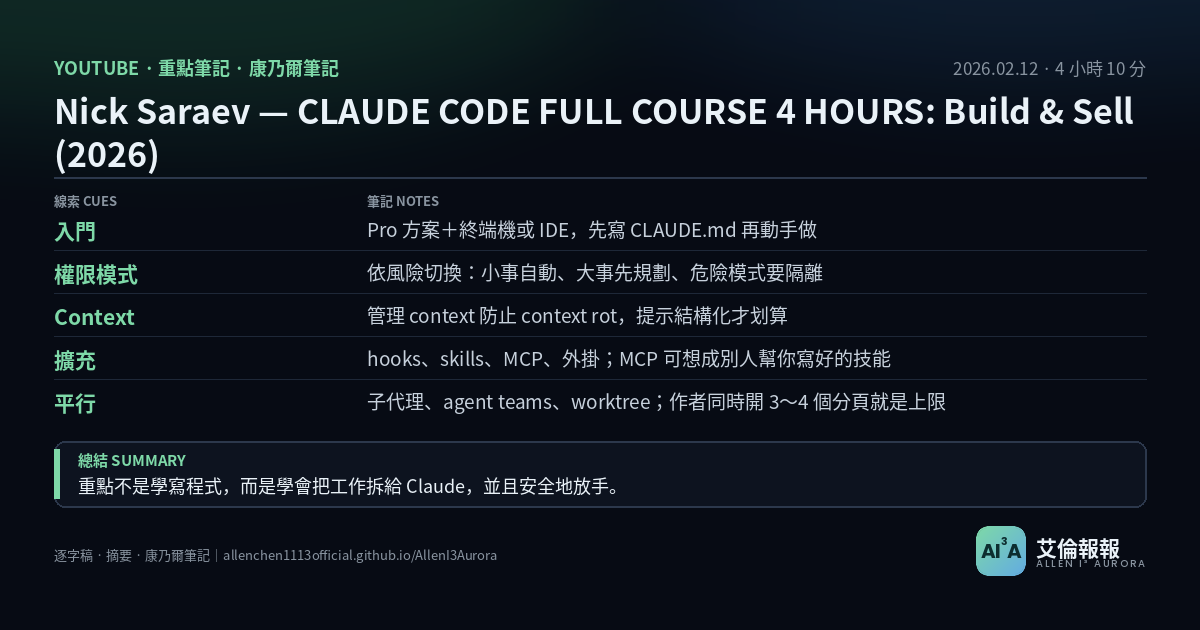 YOUTUBE · 重點筆記 · 康乃爾筆記
2026.02.12 · 4 小時 10 分
Nick Saraev — CLAUDE CODE FULL COURSE 4 HOURS: Build & Sell
(2026)
線索 CUES
筆記 NOTES
入門
Pro 方案＋終端機或 IDE，先寫 CLAUDE.md 再動手做
權限模式
依風險切換：小事自動、大事先規劃、危險模式要隔離
Context
管理 context 防止 context rot，提示結構化才划算
擴充
hooks、skills、MCP、外掛；MCP 可想成別人幫你寫好的技能
平行
子代理、agent teams、worktree；作者同時開 3～4 個分頁就是上限
總結 SUMMARY
重點不是學寫程式，而是學會把工作拆給 Claude，並且安全地放手。
逐字稿 · 摘要 · 康乃爾筆記｜allenchen1113official.github.io/AllenI3Aurora
AI³A
艾倫報報
ALLEN I³ AURORA